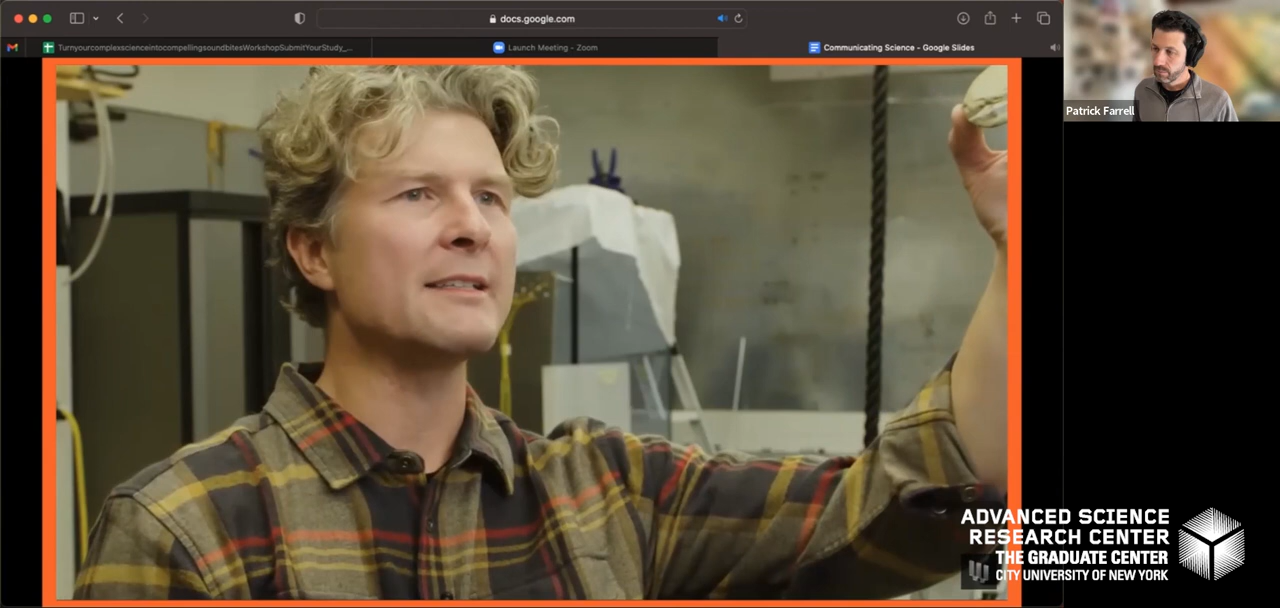 docs.google.com
TurnyourcomplexscienceintocompellingsoundbitesWorkshopSubmitYourStudy_...
Launch Meeting - Zoom
Communicating Science - Google Slides
Patrick Farrell
ADVANCED SCIENCE
RESEARCH CENTER
THE GRADUATE CENTER
CITY UNIVERSITY OF NEW YORK